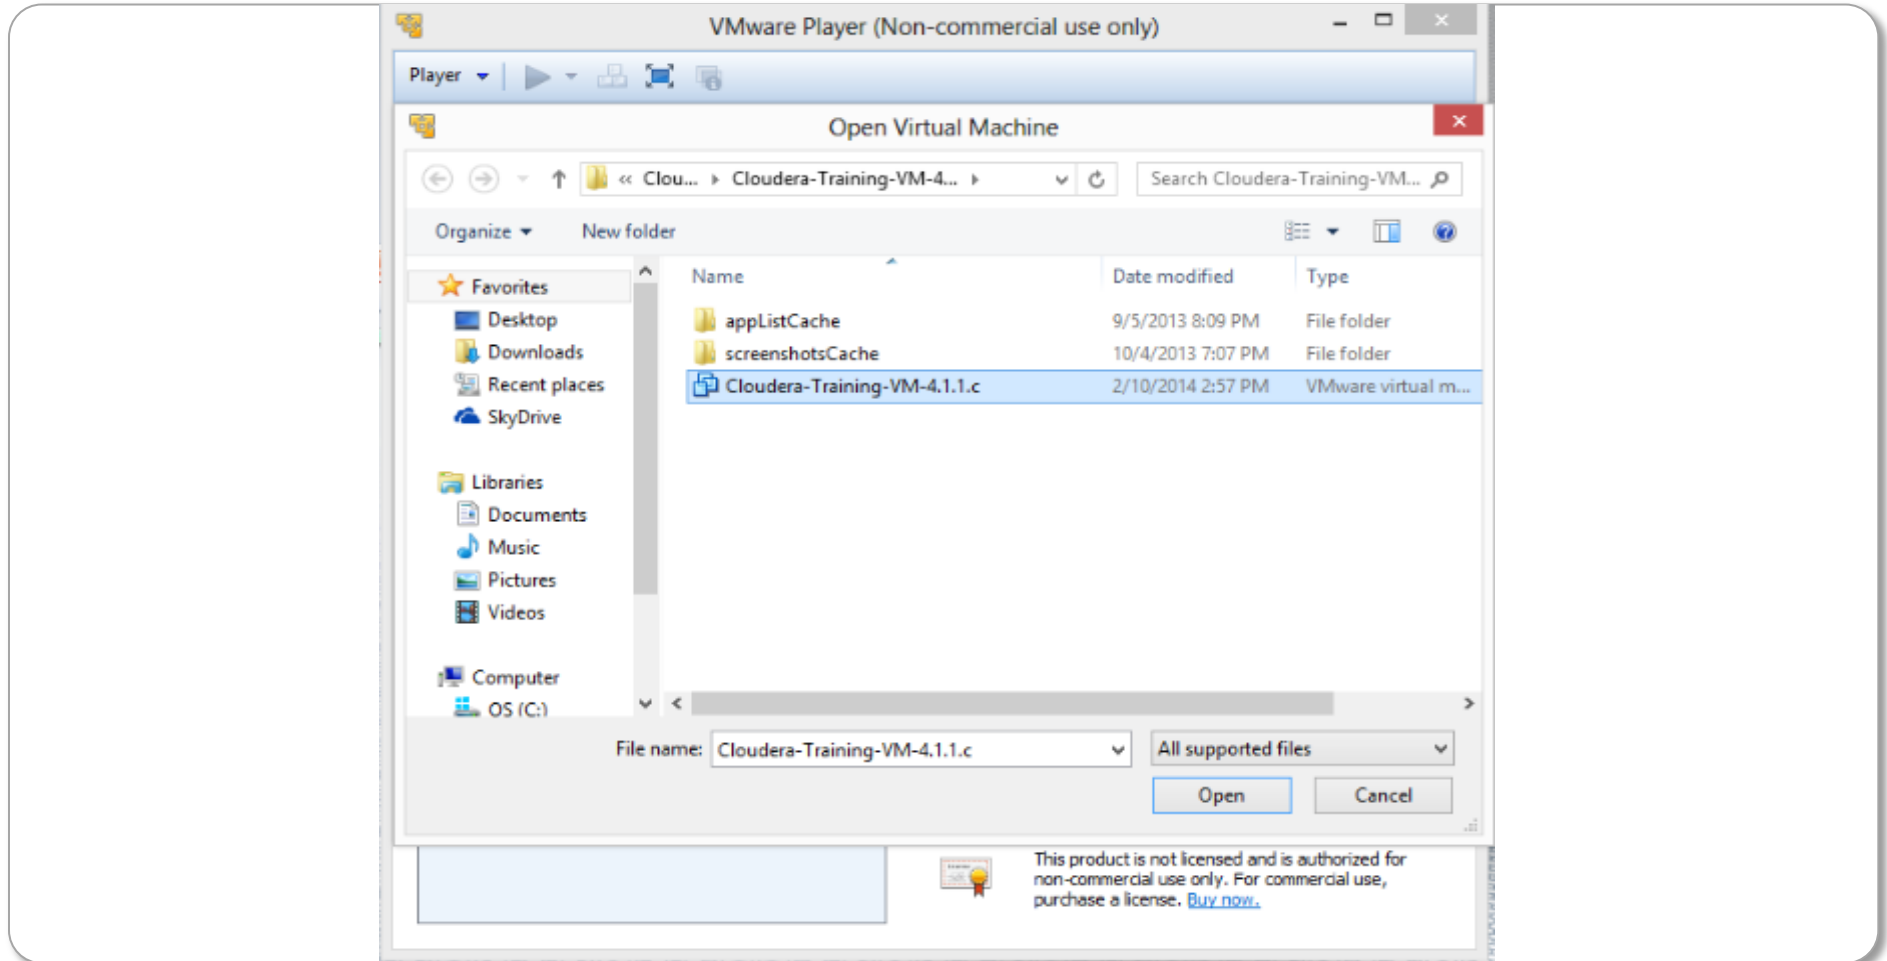 VMware Player (Non-commercial use only)
Player
Open Virtual Machine
« Clou... Cloudera-Training-VM-4...
Search Cloudera-Training-VM...
Organize
New folder
Name Date modified Type
Favorites
Desktop
Downloads
Recent places
SkyDrive
Libraries
Documents
Music
Pictures
Videos
Computer
OS (C:)
appListCache 9/5/2013 8:09 PM File folder
screenshotsCache 10/4/2013 7:07 PM File folder
Cloudera-Training-VM-4.1.1.c 2/10/2014 2:57 PM VMware virtual m...
File name: Cloudera-Training-VM-4.1.1.c All supported files
Open Cancel
This product is not licensed and is authorized for
non-commercial use only. For commercial use,
purchase a license. Buy now.